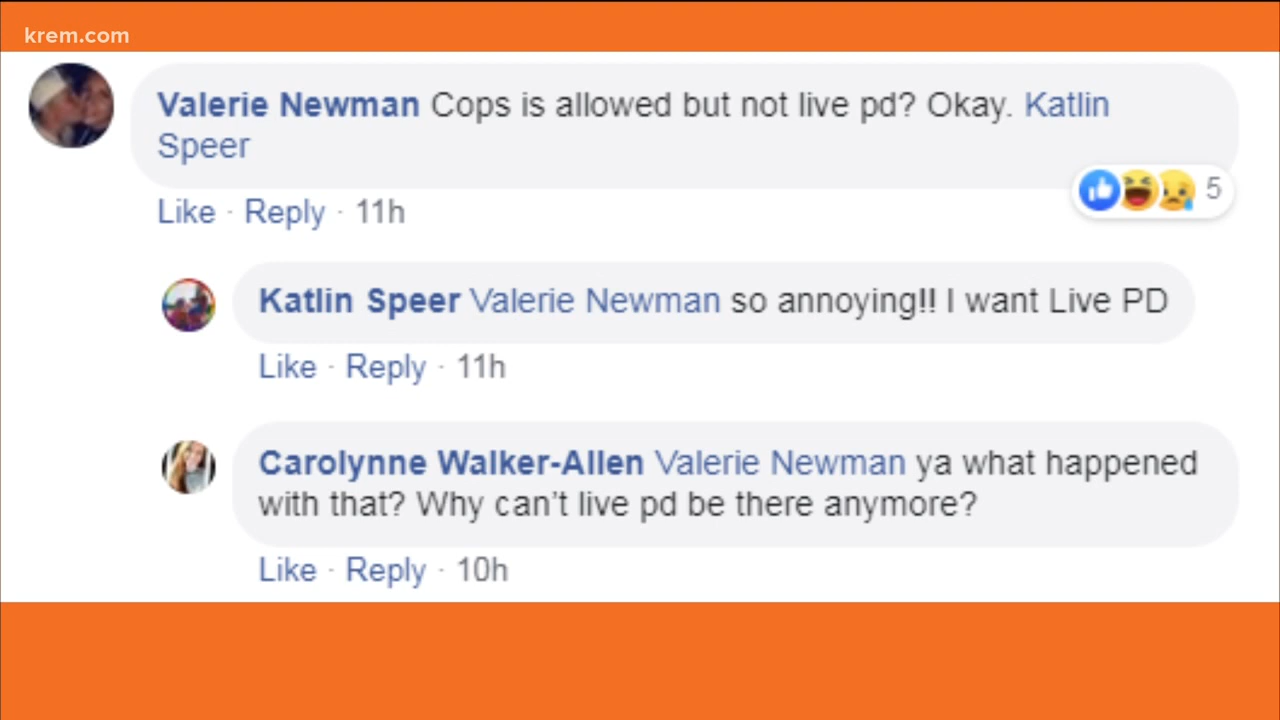 krem.com
Valerie Newman Cops is allowed but not live pd? Okay. Katlin
Speer
5
Like · Reply · 11h
Katlin Speer Valerie Newman so annoying!! I want Live PD
Like · Reply · 11h
Carolynne Walker-Allen Valerie Newman ya what happened
with that? Why can't live pd be there anymore?
Like · Reply · 10h